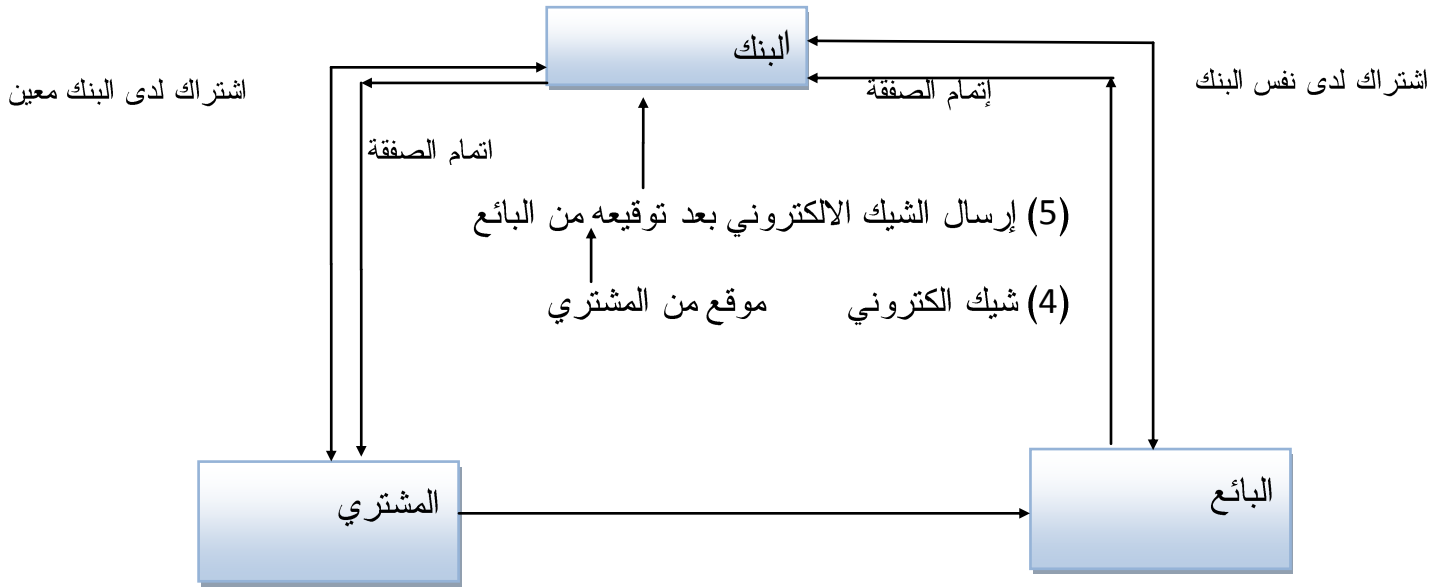 البنك
اشتراك لدى نفس البنك
إتمام الصفقة
اشتراك لدى البنك معين
اتمام الصفقة
(5) إرسال الشيك الالكتروني بعد توقيعه من البائع
(4) شيك الكتروني موقع من المشتري
البائع
المشتري